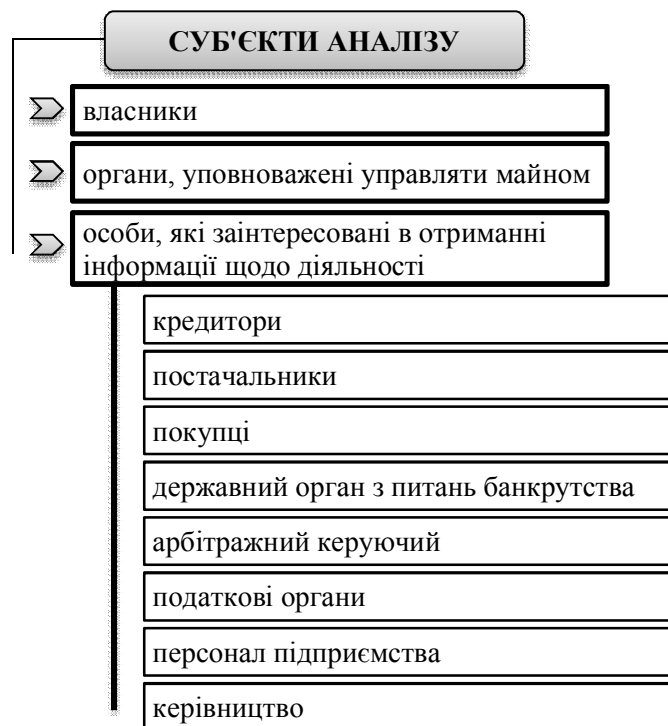 СУБ'ЄКТИ АНАЛІЗУ
власники
органи, уповноважені управляти майном
особи, які заінтересовані в отриманні
інформації щодо діяльності
кредитори
постачальники
покупці
державний орган з питань банкрутства
арбітражний керуючий
податкові органи
персонал підприємства
керівництво